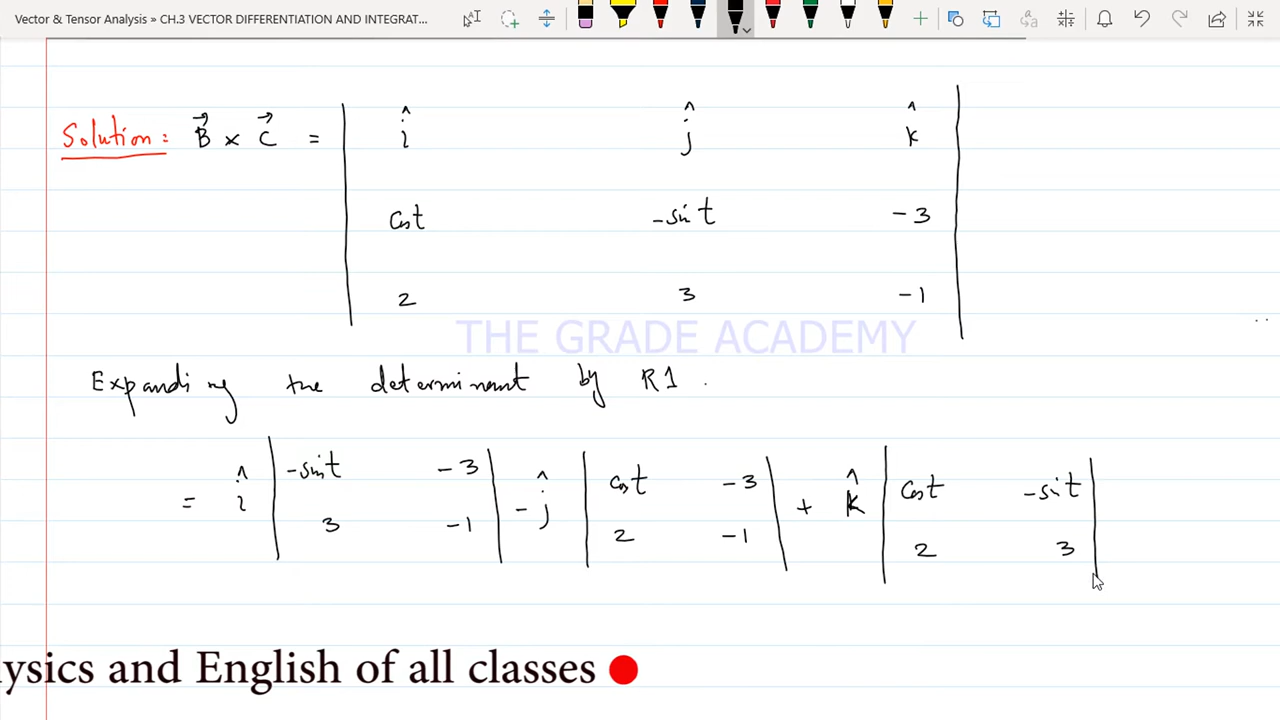 Vector & Tensor Analysis » CH.3 VECTOR DIFFERENTIATION AND INTEGRAT...
Solution: B⃗ × C⃗ = | î ĵ k̂ |
| cost -sint -3 |
| 2 3 -1 |
THE GRADE ACADEMY
Expanding the determinant by R1.
= î | -sint -3 | - ĵ | cost -3 | + k̂ | cost -sint |
| 3 -1 | | 2 -1 | | 2 3 |
ysics and English of all classes